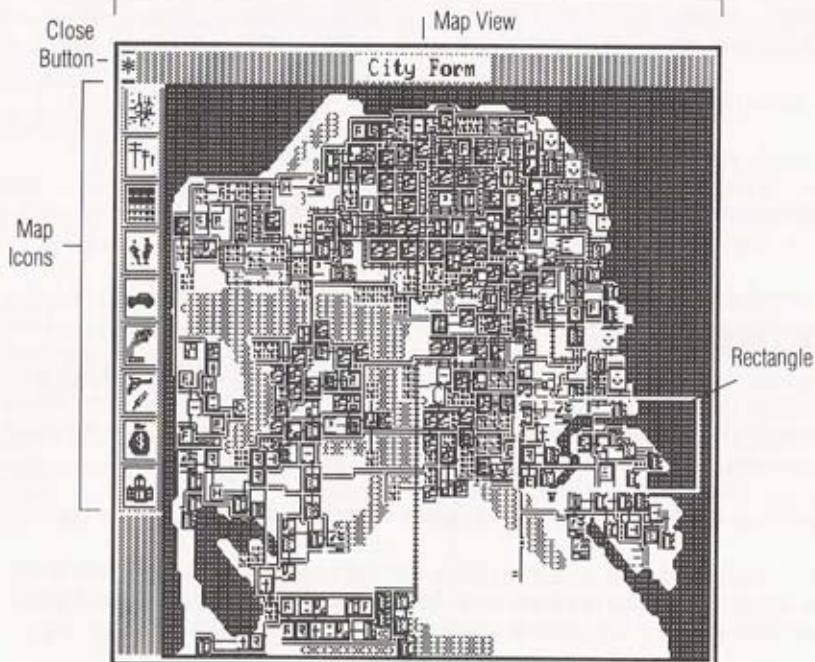 Map View
Close
Button
City Form
Map
Icons
Rectangle